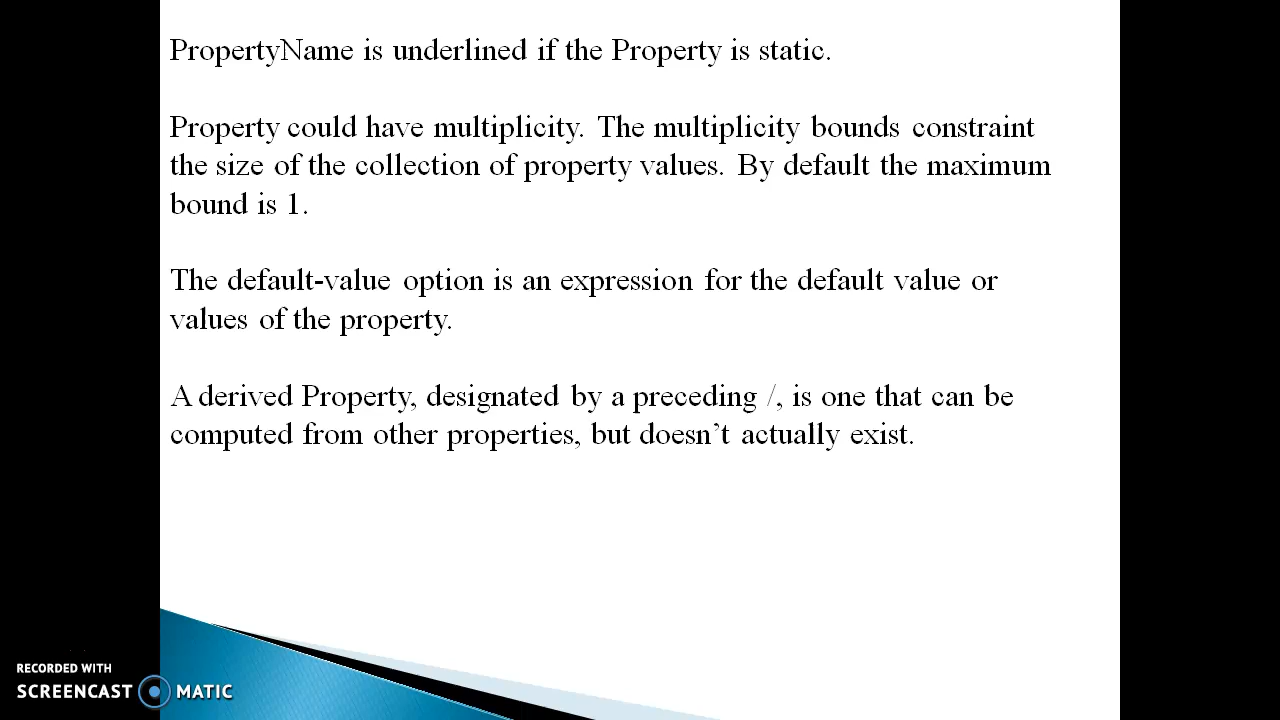 PropertyName is underlined if the Property is static.
Property could have multiplicity. The multiplicity bounds constraint
the size of the collection of property values. By default the maximum
bound is 1.
The default-value option is an expression for the default value or
values of the property.
A derived Property, designated by a preceding /, is one that can be
computed from other properties, but doesn’t actually exist.
RECORDED WITH
SCREENCAST MATIC